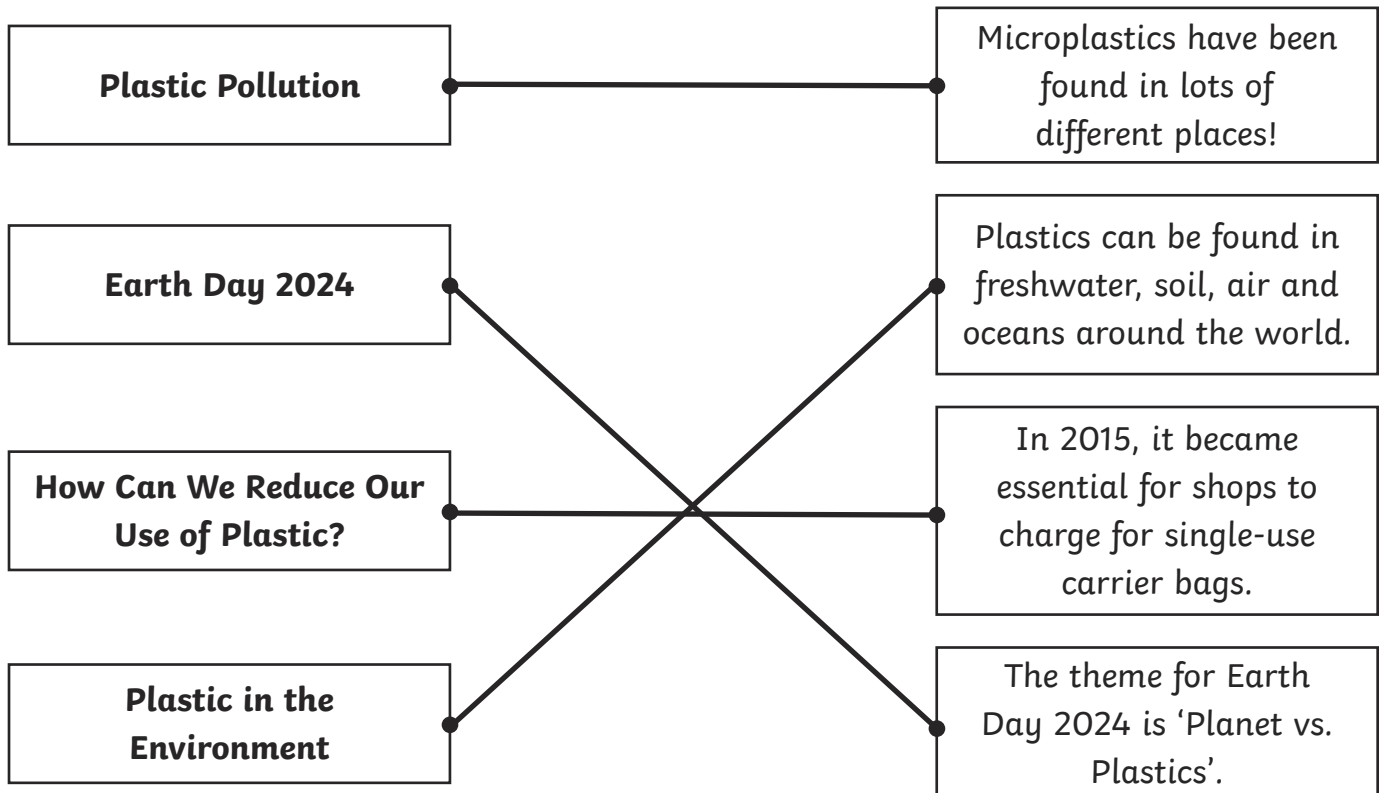 Plastic Pollution
Microplastics have been
found in lots of
different places!
Earth Day 2024
Plastics can be found in
freshwater, soil, air and
oceans around the world.
How Can We Reduce Our
Use of Plastic?
In 2015, it became
essential for shops to
charge for single-use
carrier bags.
Plastic in the
Environment
The theme for Earth
Day 2024 is ‘Planet vs.
Plastics’.